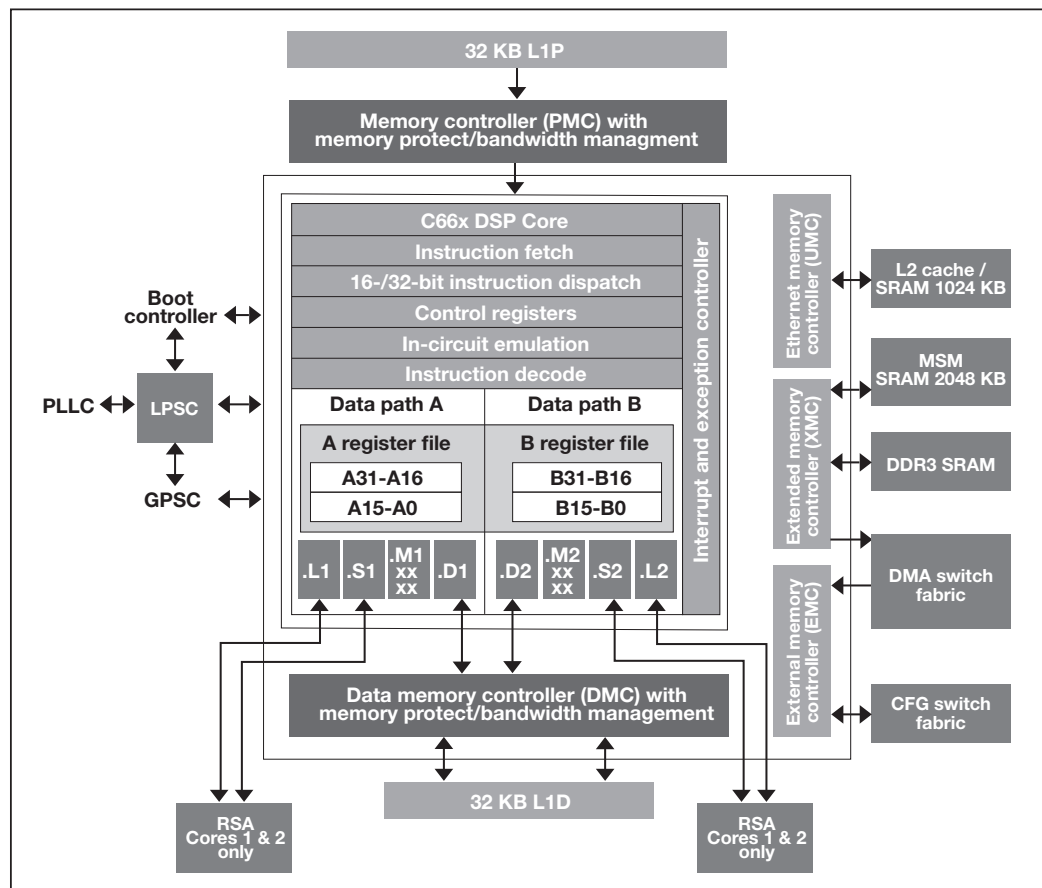 32 KB L1P
Memory controller (PMC) with
memory protect/bandwidth managment
C66x DSP Core
Instruction fetch
16-/32-bit instruction dispatch
Control registers
In-circuit emulation
Instruction decode
Interrupt and exception controller
Data path A
Data path B
A register file
B register file
A31-A16
A15-A0
B31-B16
B15-B0
.L1
.S1
.M1
xx
xx
.D1
.D2
.M2
xx
xx
.S2
.L2
Data memory controller (DMC) with
memory protect/bandwidth management
32 KB L1D
RSA
Cores 1 & 2
only
RSA
Cores 1 & 2
only
Boot
controller
PLLC
LPSC
GPSC
Ethernet memory
controller (UMC)
Extended memory
controller (XMC)
External memory
controller (EMC)
L2 cache /
SRAM 1024 KB
MSM
SRAM 2048 KB
DDR3 SRAM
DMA switch
fabric
CFG switch
fabric